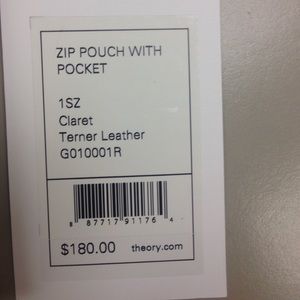 ZIP POUCH WITH
POCKET
1SZ
Claret
Terner Leather
G010001R
8 87717 91176 4
$180.00 theory.com